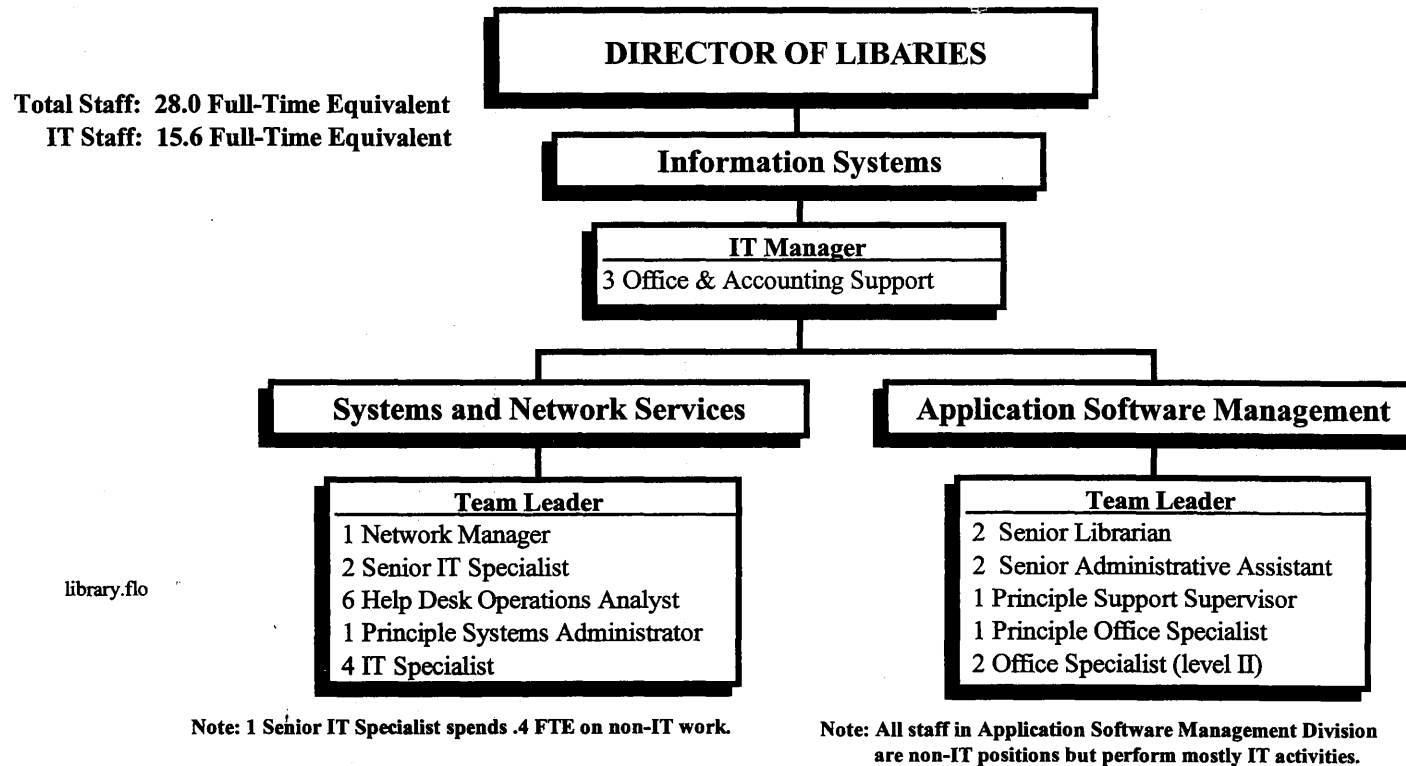 DIRECTOR OF LIBARIES
Total Staff: 28.0 Full-Time Equivalent
IT Staff: 15.6 Full-Time Equivalent
Information Systems
IT Manager
3 Office & Accounting Support
Systems and Network Services
Application Software Management
Team Leader
1 Network Manager
2 Senior IT Specialist
6 Help Desk Operations Analyst
1 Principle Systems Administrator
4 IT Specialist
Team Leader
2 Senior Librarian
2 Senior Administrative Assistant
1 Principle Support Supervisor
1 Principle Office Specialist
2 Office Specialist (level II)
library.flo
Note: 1 Senior IT Specialist spends .4 FTE on non-IT work.
Note: All staff in Application Software Management Division
are non-IT positions but perform mostly IT activities.